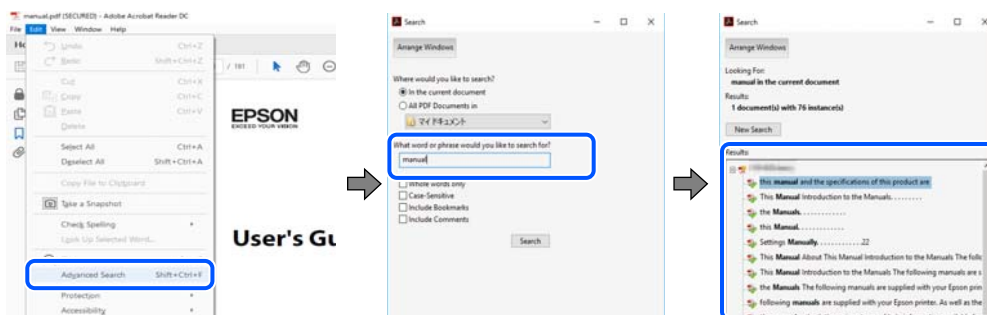 manual.pdf (SECURED) - Adobe Acrobat Reader DC
File Edit View Window Help
Undo Ctrl+Z
Redo Shift+Ctrl+Z
Cut Ctrl+X
Copy Ctrl+C
Paste Ctrl+V
Delete
Select All Ctrl+A
Deselect All Shift+Ctrl+A
Copy File to Clipboard
Take a Snapshot
Check Spelling
Look Up Selected Word...
Advanced Search Shift+Ctrl+F
Protection
Accessibility
/ 181
EPSON
EXCEED YOUR VISION
User's Gu
Search
Arrange Windows
Where would you like to search?
In the current document
All PDF Documents in
マイ ドキュメント
What word or phrase would you like to search for?
manual
Whole words only
Case-Sensitive
Include Bookmarks
Include Comments
Search
Search
Arrange Windows
Looking For:
manual in the current document
Results:
1 document(s) with 76 instance(s)
New Search
Results:
this manual and the specifications of this product are
This Manual Introduction to the Manuals. . . . . . . . .
the Manuals. . . . . . . . . . . .
this Manual. . . . . . . . . . . .
Settings Manually. . . . . . . . . . . .22
This Manual About This Manual Introduction to the Manuals The follo
This Manual Introduction to the Manuals The following manuals are s
the Manuals The following manuals are supplied with your Epson prin
following manuals are supplied with your Epson printer. As well as the